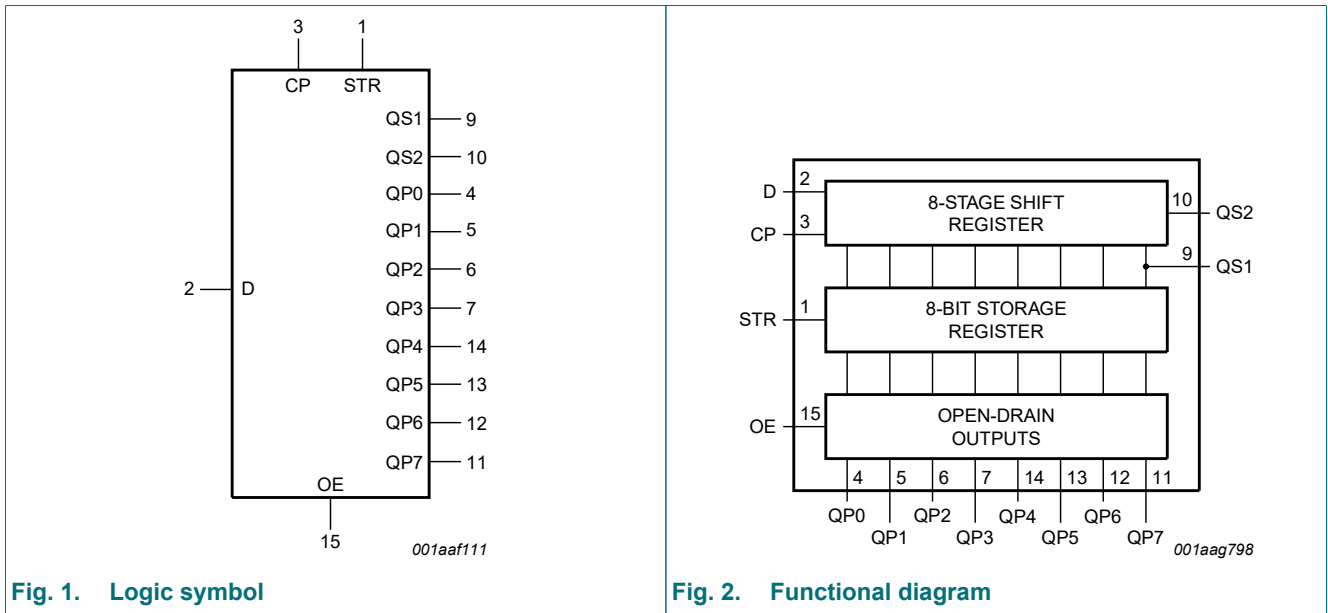 3 1
CP STR
QS1 9
QS2 10
QP0 4
QP1 5
QP2 6
2 D
QP3 7
QP4 14
QP5 13
QP6 12
QP7 11
OE
15
001aaf111
Fig. 1. Logic symbol
D 2
8-STAGE SHIFT
REGISTER
10 QS2
CP 3
9 QS1
STR 1
8-BIT STORAGE
REGISTER
OE 15
OPEN-DRAIN
OUTPUTS
4 5 6 7 14 13 12 11
QP0 QP2 QP4 QP6
QP1 QP3 QP5 QP7
001aag798
Fig. 2. Functional diagram